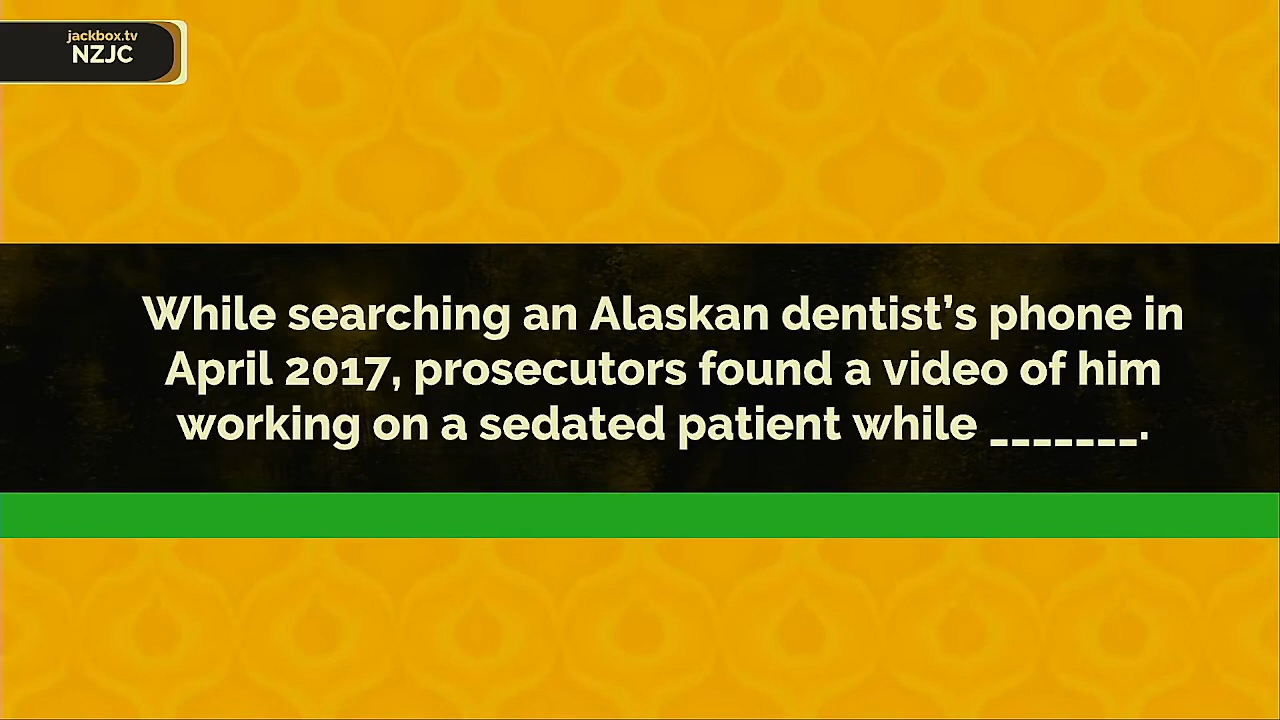 jackbox.tv
NZJC
While searching an Alaskan dentist’s phone in
April 2017, prosecutors found a video of him
working on a sedated patient while _______.